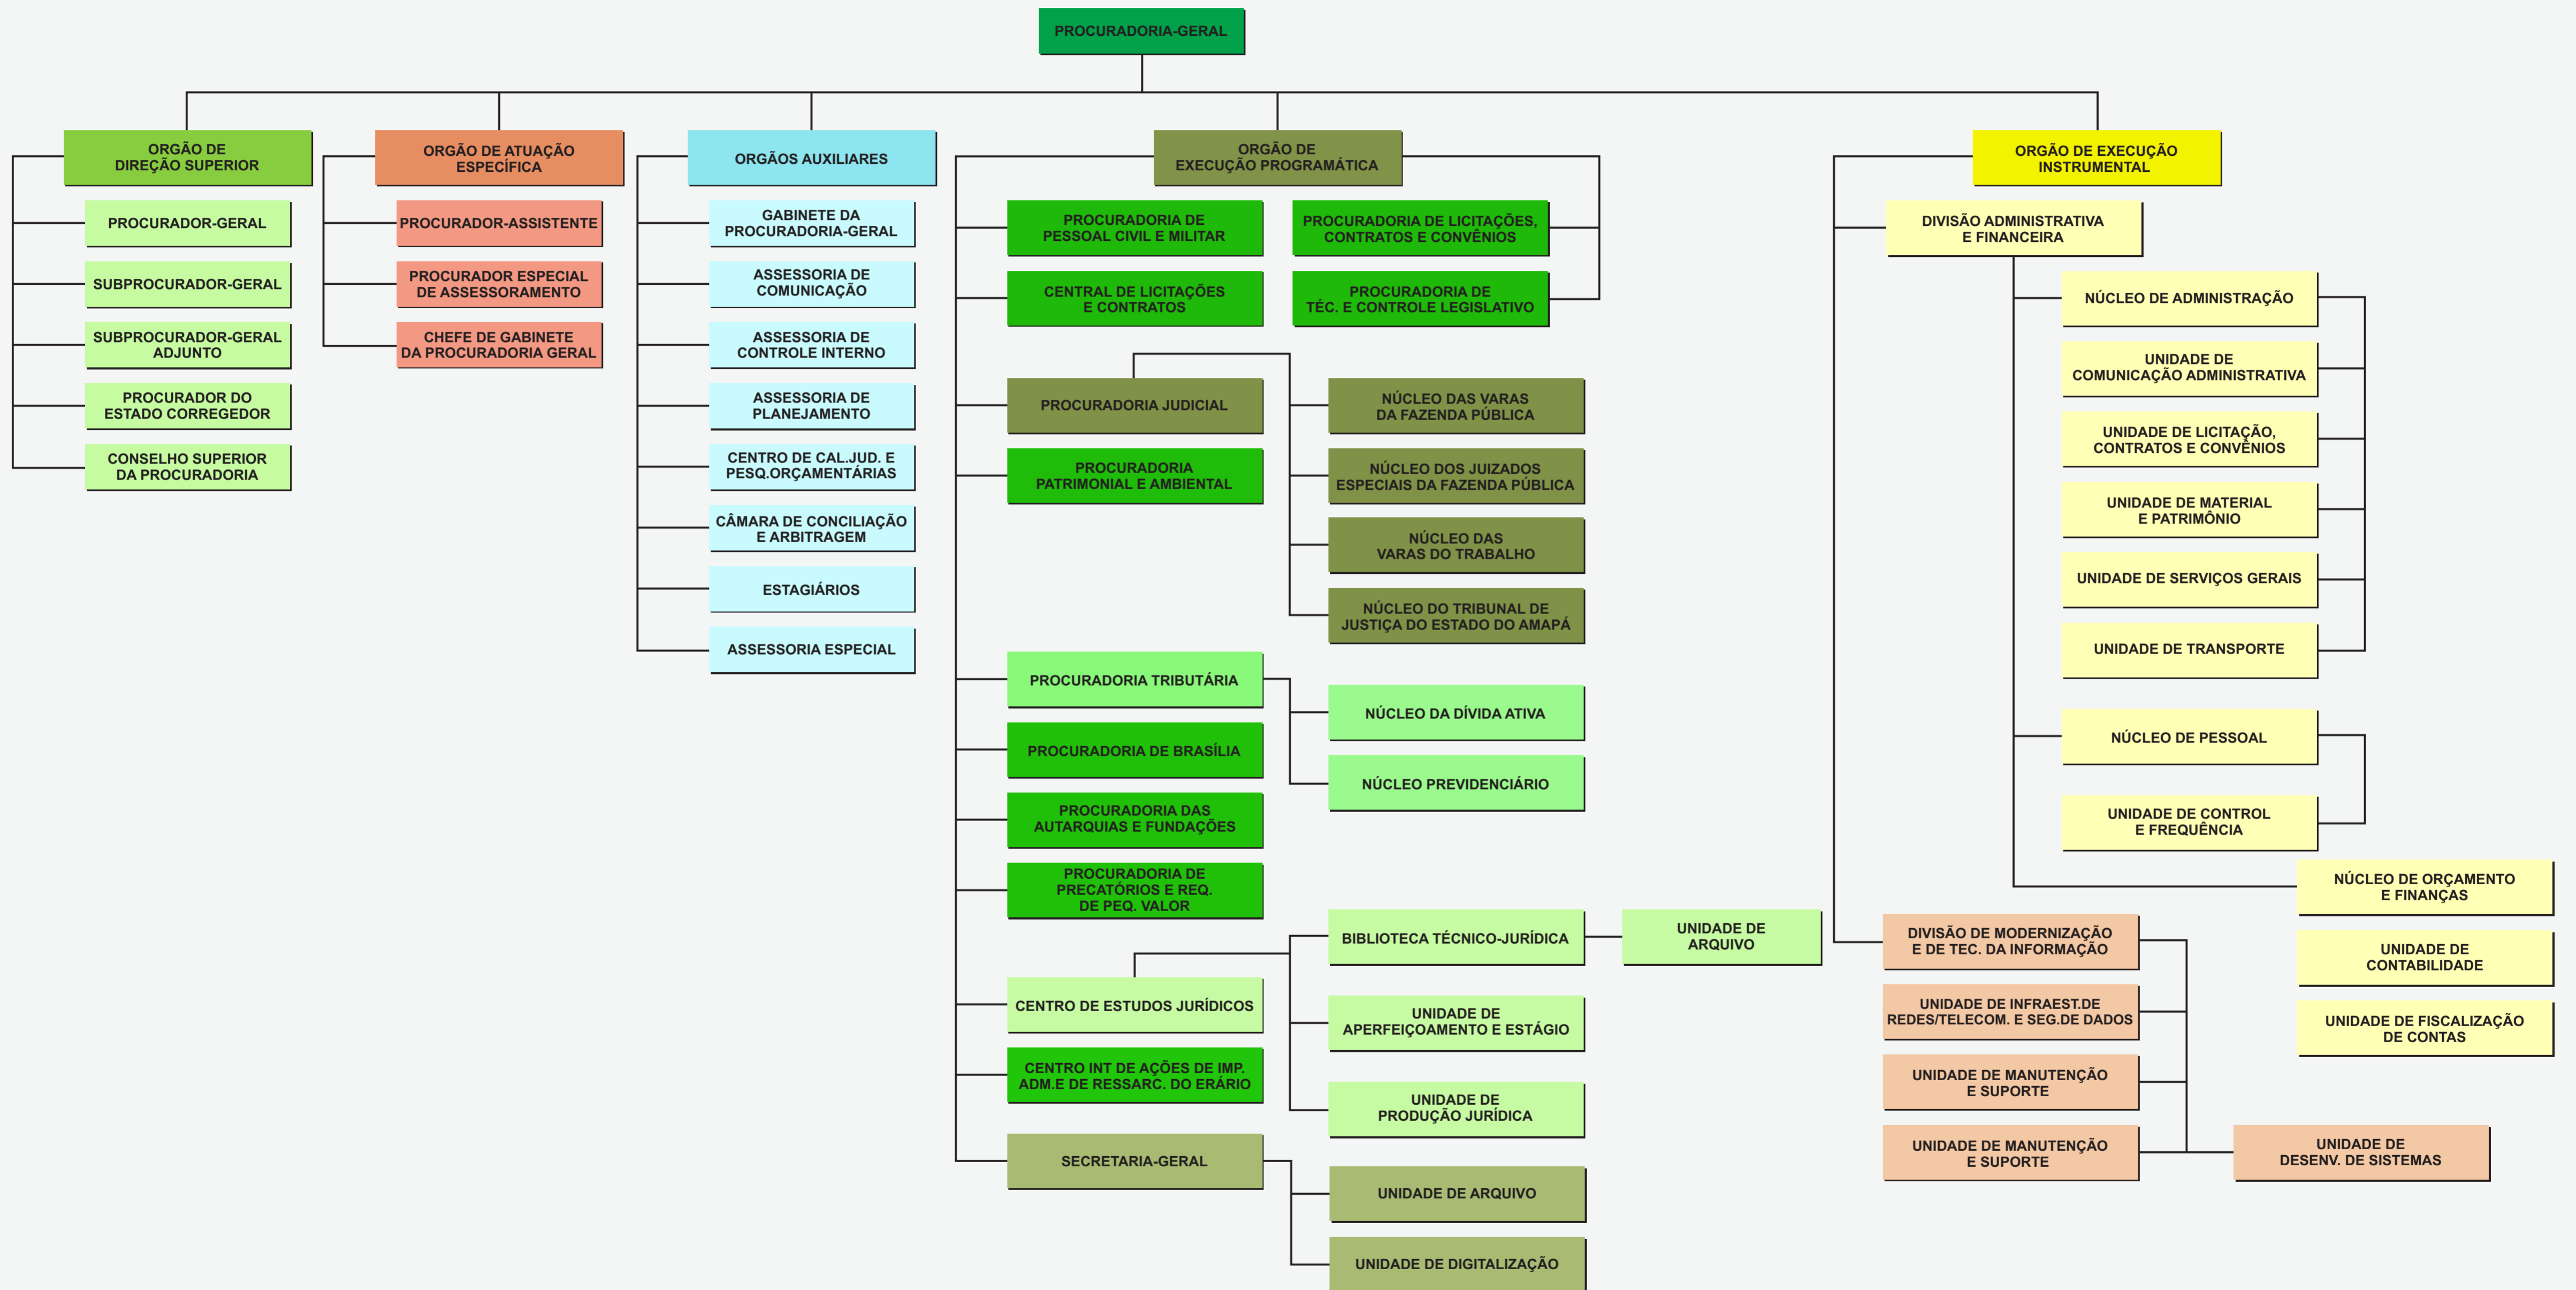 PROCURADORIA-GERAL
ORGÃO DE
DIREÇÃO SUPERIOR
PROCURADOR-GERAL
SUBPROCURADOR-GERAL
SUBPROCURADOR-GERAL
ADJUNTO
PROCURADOR DO
ESTADO CORREGEDOR
CONSELHO SUPERIOR
DA PROCURADORIA
ORGÃO DE ATUAÇÃO
ESPECÍFICA
PROCURADOR-ASSISTENTE
PROCURADOR ESPECIAL
DE ASSESSORAMENTO
CHEFE DE GABINETE
DA PROCURADORIA GERAL
ORGÃOS AUXILIARES
GABINETE DA
PROCURADORIA-GERAL
ASSESSORIA DE
COMUNICAÇÃO
ASSESSORIA DE
CONTROLE INTERNO
ASSESSORIA DE
PLANEJAMENTO
CENTRO DE CAL.JUD. E
PESQ.ORÇAMENTÁRIAS
CÂMARA DE CONCILIAÇÃO
E ARBITRAGEM
ESTAGIÁRIOS
ASSESSORIA ESPECIAL
ORGÃO DE
EXECUÇÃO PROGRAMÁTICA
PROCURADORIA DE
PESSOAL CIVIL E MILITAR
PROCURADORIA DE LICITAÇÕES,
CONTRATOS E CONVÊNIOS
CENTRAL DE LICITAÇÕES
E CONTRATOS
PROCURADORIA DE
TÉC. E CONTROLE LEGISLATIVO
PROCURADORIA JUDICIAL
NÚCLEO DAS VARAS
DA FAZENDA PÚBLICA
NÚCLEO DOS JUIZADOS
ESPECIAIS DA FAZENDA PÚBLICA
NÚCLEO DAS
VARAS DO TRABALHO
NÚCLEO DO TRIBUNAL DE
JUSTIÇA DO ESTADO DO AMAPÁ
PROCURADORIA
PATRIMONIAL E AMBIENTAL
PROCURADORIA TRIBUTÁRIA
NÚCLEO DA DÍVIDA ATIVA
NÚCLEO PREVIDENCIÁRIO
PROCURADORIA DE BRASÍLIA
PROCURADORIA DAS
AUTARQUIAS E FUNDAÇÕES
PROCURADORIA DE
PRECATÓRIOS E REQ.
DE PEQ. VALOR
CENTRO DE ESTUDOS JURÍDICOS
BIBLIOTECA TÉCNICO-JURÍDICA
UNIDADE DE
ARQUIVO
UNIDADE DE
APERFEIÇOAMENTO E ESTÁGIO
UNIDADE DE
PRODUÇÃO JURÍDICA
CENTRO INT DE AÇÕES DE IMP.
ADM.E DE RESSARC. DO ERÁRIO
SECRETARIA-GERAL
UNIDADE DE ARQUIVO
UNIDADE DE DIGITALIZAÇÃO
ORGÃO DE EXECUÇÃO
INSTRUMENTAL
DIVISÃO ADMINISTRATIVA
E FINANCEIRA
NÚCLEO DE ADMINISTRAÇÃO
UNIDADE DE
COMUNICAÇÃO ADMINISTRATIVA
UNIDADE DE LICITAÇÃO,
CONTRATOS E CONVÊNIOS
UNIDADE DE MATERIAL
E PATRIMÔNIO
UNIDADE DE SERVIÇOS GERAIS
UNIDADE DE TRANSPORTE
NÚCLEO DE PESSOAL
UNIDADE DE CONTROL
E FREQUÊNCIA
NÚCLEO DE ORÇAMENTO
E FINANÇAS
UNIDADE DE
CONTABILIDADE
UNIDADE DE FISCALIZAÇÃO
DE CONTAS
DIVISÃO DE MODERNIZAÇÃO
E DE TEC. DA INFORMAÇÃO
UNIDADE DE INFRAEST.DE
REDES/TELECOM. E SEG.DE DADOS
UNIDADE DE MANUTENÇÃO
E SUPORTE
UNIDADE DE MANUTENÇÃO
E SUPORTE
UNIDADE DE
DESENV. DE SISTEMAS